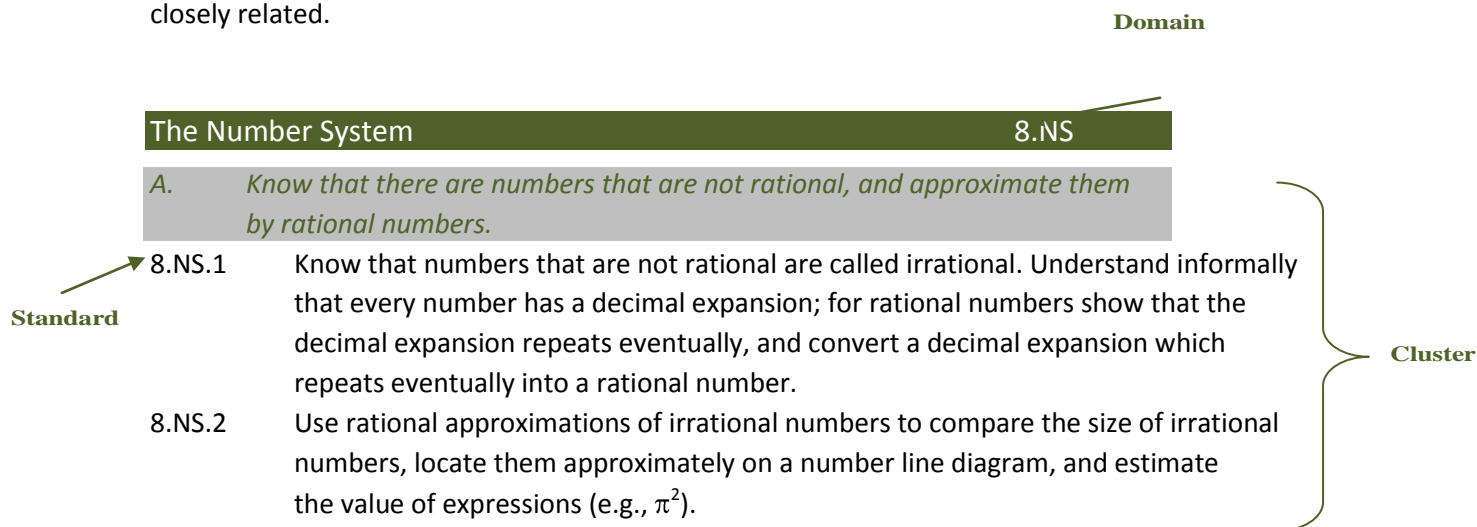 closely related.
Domain
The Number System 8.NS
A. Know that there are numbers that are not rational, and approximate them
by rational numbers.
8.NS.1 Know that numbers that are not rational are called irrational. Understand informally
that every number has a decimal expansion; for rational numbers show that the
Standard
decimal expansion repeats eventually, and convert a decimal expansion which
Cluster
repeats eventually into a rational number.
8.NS.2 Use rational approximations of irrational numbers to compare the size of irrational
numbers, locate them approximately on a number line diagram, and estimate
the value of expressions (e.g., π²).